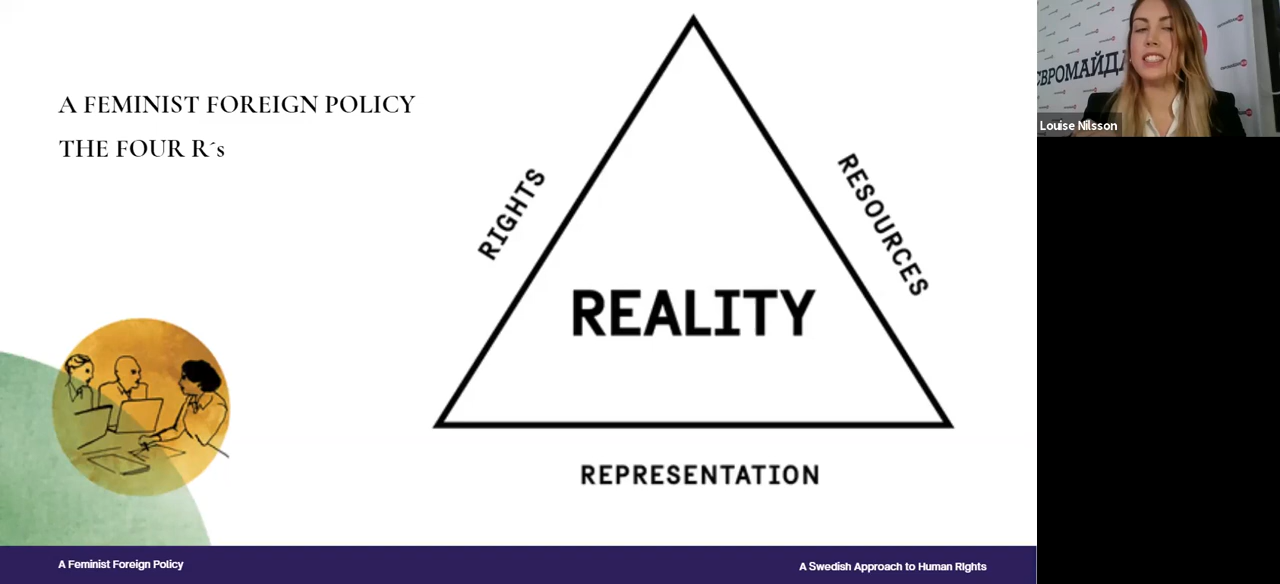 A FEMINIST FOREIGN POLICY
THE FOUR R´s
RIGHTS
RESOURCES
REALITY
REPRESENTATION
A Feminist Foreign Policy
A Swedish Approach to Human Rights
ЄВРОМАЙДА
Louise Nilsson